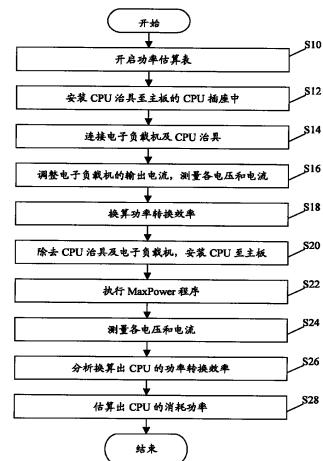 开始
S10
开启功率估算表
S12
安装 CPU 治具至主板的 CPU 插座中
S14
连接电子负载机及 CPU 治具
S16
调整电子负载机的输出电流，测量各电压和电流
S18
换算功率转换效率
S20
除去 CPU 治具及电子负载机，安装 CPU 至主板
S22
执行 MaxPower 程序
S24
测量各电压和电流
S26
分析换算出 CPU 的功率转换效率
S28
估算出 CPU 的消耗功率
结束